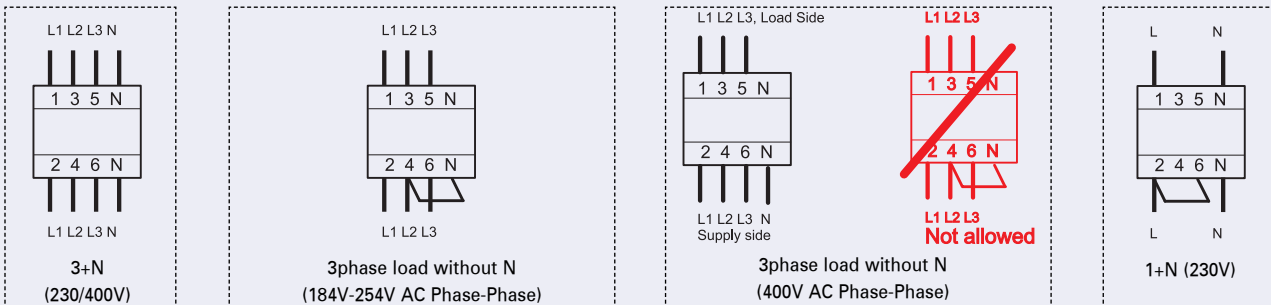 L1 L2 L3 N
1 3 5 N
2 4 6 N
L1 L2 L3 N
3+N
(230/400V)
L1 L2 L3
1 3 5 N
2 4 6 N
L1 L2 L3
3phase load without N
(184V-254V AC Phase-Phase)
L1 L2 L3, Load Side
1 3 5 N
2 4 6 N
L1 L2 L3 N
Supply side
L1 L2 L3
1 3 5 N
2 4 6 N
L1 L2 L3
Not allowed
3phase load without N
(400V AC Phase-Phase)
L N
1 3 5 N
2 4 6 N
L N
1+N (230V)